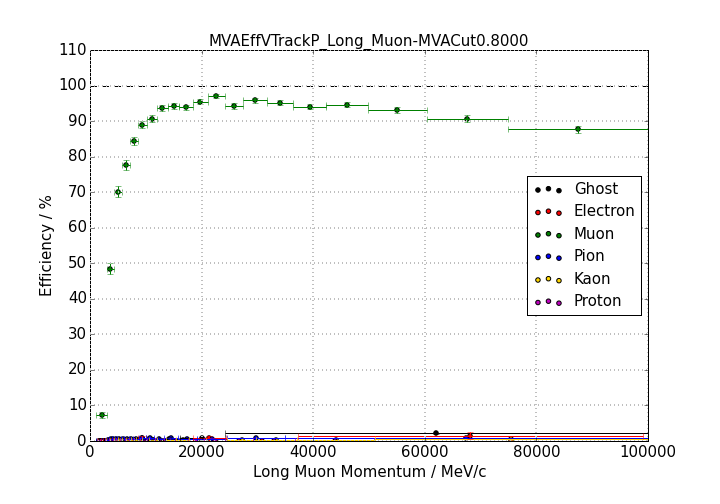 MVAEffVTrackP_Long_Muon-MVACut0.8000
110
100
90
80
70
60
50
40
30
20
10
0
Efficiency / %
Ghost
Electron
Muon
Pion
Kaon
Proton
0 20000 40000 60000 80000 100000
Long Muon Momentum / MeV/c